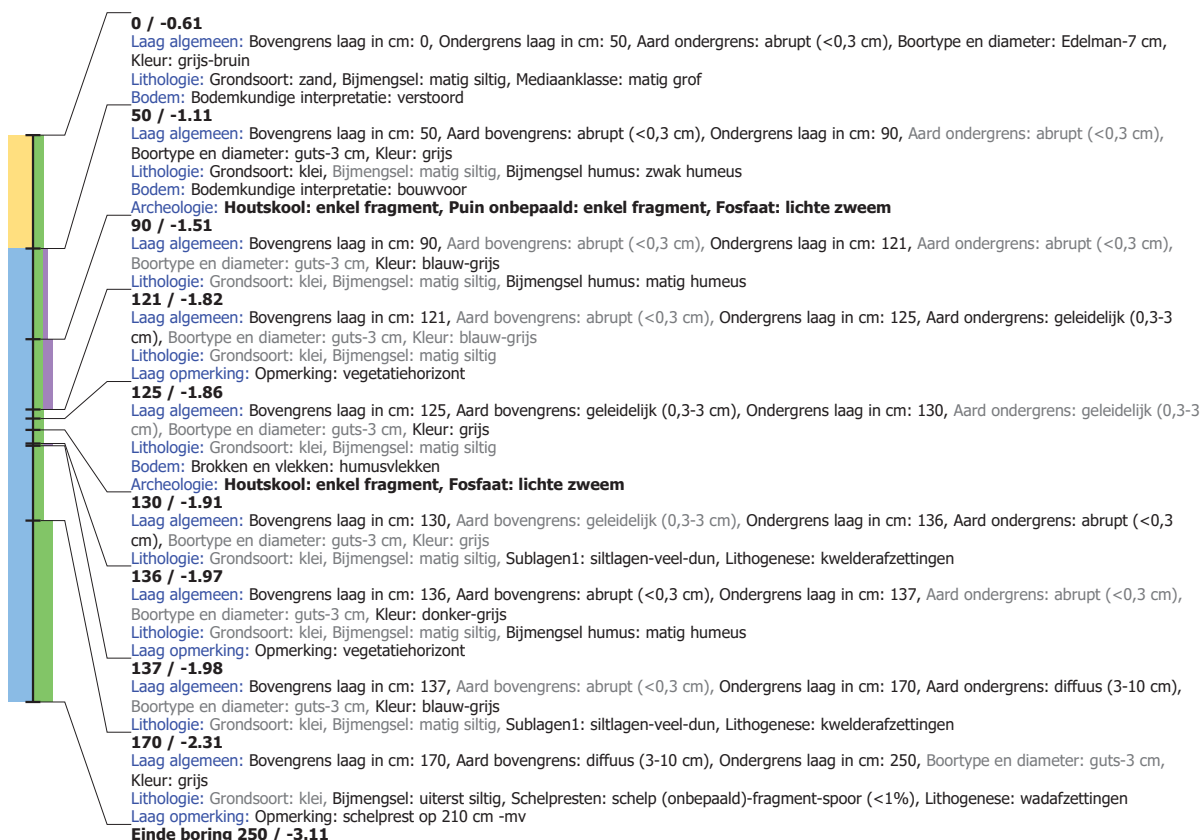 0 / -0.61
Laag algemeen: Bovengrens laag in cm: 0, Ondergrens laag in cm: 50, Aard ondergrens: abrupt (<0,3 cm), Boortype en diameter: Edelman-7 cm,
Kleur: grijs-bruin
Lithologie: Grondsoort: zand, Bijmengsel: matig siltig, Mediaanklasse: matig grof
Bodem: Bodemkundige interpretatie: verstoord
50 / -1.11
Laag algemeen: Bovengrens laag in cm: 50, Aard bovengrens: abrupt (<0,3 cm), Ondergrens laag in cm: 90, Aard ondergrens: abrupt (<0,3 cm),
Boortype en diameter: guts-3 cm, Kleur: grijs
Lithologie: Grondsoort: klei, Bijmengsel: matig siltig, Bijmengsel humus: zwak humeus
Bodem: Bodemkundige interpretatie: bouwvoor
Archeologie: Houtskool: enkel fragment, Puin onbepaald: enkel fragment, Fosfaat: lichte zweem
90 / -1.51
Laag algemeen: Bovengrens laag in cm: 90, Aard bovengrens: abrupt (<0,3 cm), Ondergrens laag in cm: 121, Aard ondergrens: abrupt (<0,3 cm),
Boortype en diameter: guts-3 cm, Kleur: blauw-grijs
Lithologie: Grondsoort: klei, Bijmengsel: matig siltig, Bijmengsel humus: matig humeus
121 / -1.82
Laag algemeen: Bovengrens laag in cm: 121, Aard bovengrens: abrupt (<0,3 cm), Ondergrens laag in cm: 125, Aard ondergrens: geleidelijk (0,3-3
cm), Boortype en diameter: guts-3 cm, Kleur: blauw-grijs
Lithologie: Grondsoort: klei, Bijmengsel: matig siltig
Laag opmerking: Opmerking: vegetatiehorizont
125 / -1.86
Laag algemeen: Bovengrens laag in cm: 125, Aard bovengrens: geleidelijk (0,3-3 cm), Ondergrens laag in cm: 130, Aard ondergrens: geleidelijk (0,3-3
cm), Boortype en diameter: guts-3 cm, Kleur: grijs
Lithologie: Grondsoort: klei, Bijmengsel: matig siltig
Bodem: Brokken en vlekken: humusvlekken
Archeologie: Houtskool: enkel fragment, Fosfaat: lichte zweem
130 / -1.91
Laag algemeen: Bovengrens laag in cm: 130, Aard bovengrens: geleidelijk (0,3-3 cm), Ondergrens laag in cm: 136, Aard ondergrens: abrupt (<0,3
cm), Boortype en diameter: guts-3 cm, Kleur: grijs
Lithologie: Grondsoort: klei, Bijmengsel: matig siltig, Sublagen1: siltlagen-veel-dun, Lithogenese: kwelderafzettingen
136 / -1.97
Laag algemeen: Bovengrens laag in cm: 136, Aard bovengrens: abrupt (<0,3 cm), Ondergrens laag in cm: 137, Aard ondergrens: abrupt (<0,3 cm),
Boortype en diameter: guts-3 cm, Kleur: donker-grijs
Lithologie: Grondsoort: klei, Bijmengsel: matig siltig, Bijmengsel humus: matig humeus
Laag opmerking: Opmerking: vegetatiehorizont
137 / -1.98
Laag algemeen: Bovengrens laag in cm: 137, Aard bovengrens: abrupt (<0,3 cm), Ondergrens laag in cm: 170, Aard ondergrens: diffuus (3-10 cm),
Boortype en diameter: guts-3 cm, Kleur: blauw-grijs
Lithologie: Grondsoort: klei, Bijmengsel: matig siltig, Sublagen1: siltlagen-veel-dun, Lithogenese: kwelderafzettingen
170 / -2.31
Laag algemeen: Bovengrens laag in cm: 170, Aard bovengrens: diffuus (3-10 cm), Ondergrens laag in cm: 250, Boortype en diameter: guts-3 cm,
Kleur: grijs
Lithologie: Grondsoort: klei, Bijmengsel: uiterst siltig, Schelpresten: schelp (onbepaald)-fragment-spoor (<1%), Lithogenese: wadafzettingen
Laag opmerking: Opmerking: schelprest op 210 cm -mv
Einde boring 250 / -3.11